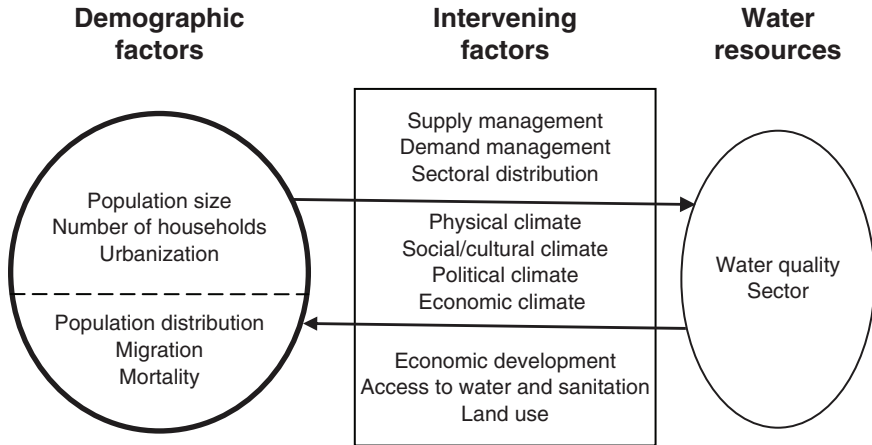 Demographic
factors
Intervening
factors
Water
resources
Population size
Number of households
Urbanization
Population distribution
Migration
Mortality
Supply management
Demand management
Sectoral distribution
Physical climate
Social/cultural climate
Political climate
Economic climate
Economic development
Access to water and sanitation
Land use
Water quality
Sector